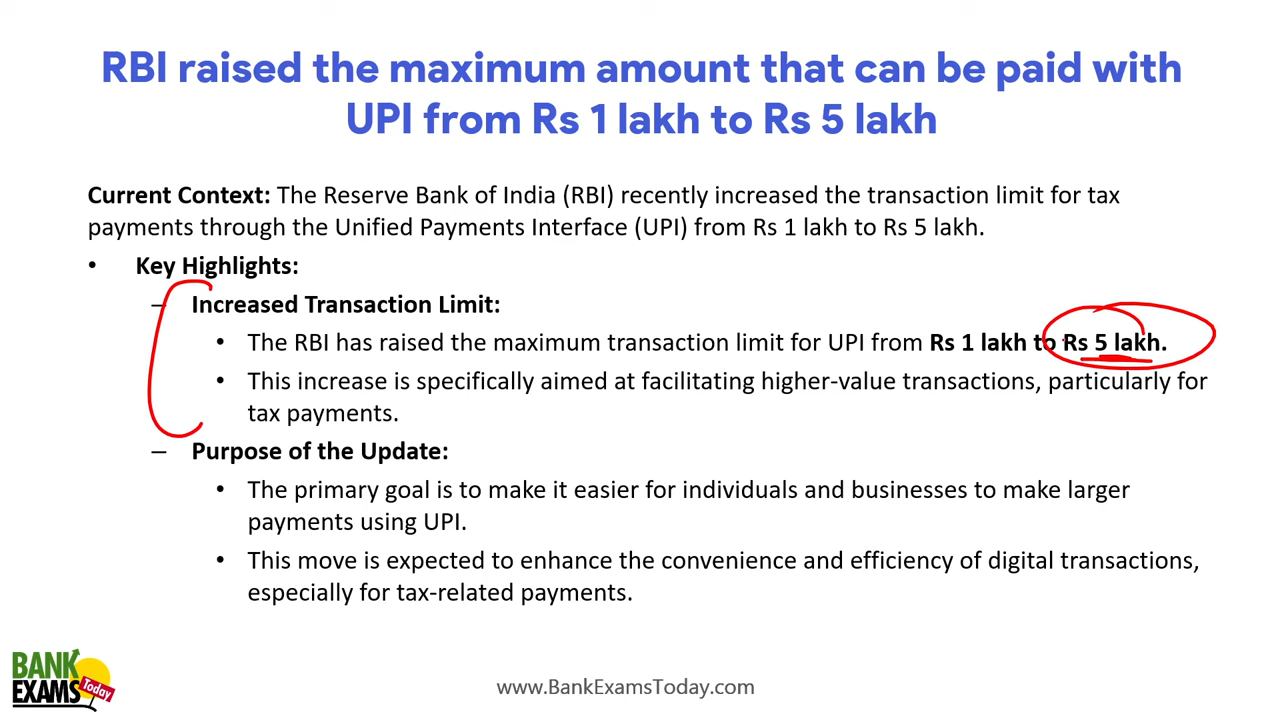 RBI raised the maximum amount that can be paid with
UPI from Rs 1 lakh to Rs 5 lakh
Current Context: The Reserve Bank of India (RBI) recently increased the transaction limit for tax
payments through the Unified Payments Interface (UPI) from Rs 1 lakh to Rs 5 lakh.
• Key Highlights:
– Increased Transaction Limit:
• The RBI has raised the maximum transaction limit for UPI from Rs 1 lakh to Rs 5 lakh.
• This increase is specifically aimed at facilitating higher-value transactions, particularly for
tax payments.
– Purpose of the Update:
• The primary goal is to make it easier for individuals and businesses to make larger
payments using UPI.
• This move is expected to enhance the convenience and efficiency of digital transactions,
especially for tax-related payments.
BANK
EXAMS
Today
www.BankExamsToday.com